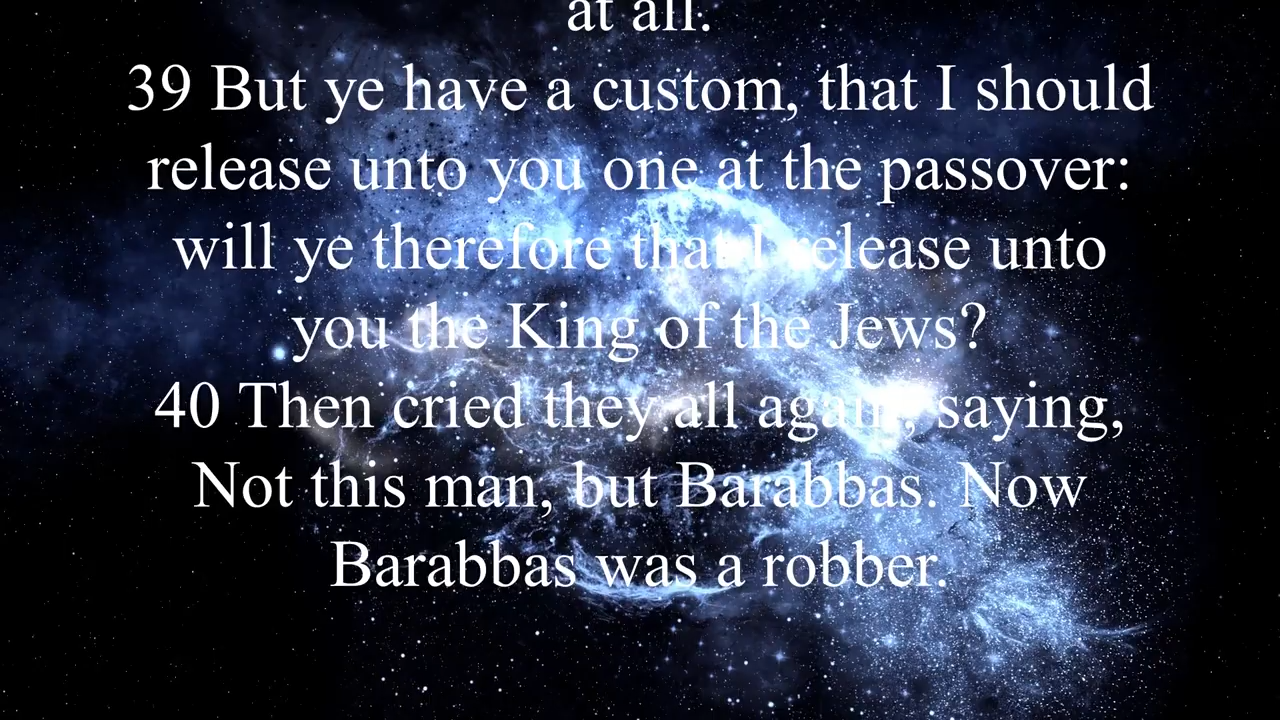 at all.
39 But ye have a custom, that I should
release unto you one at the passover:
will ye therefore that I release unto
you the King of the Jews?
40 Then cried they all again, saying,
Not this man, but Barabbas. Now
Barabbas was a robber.